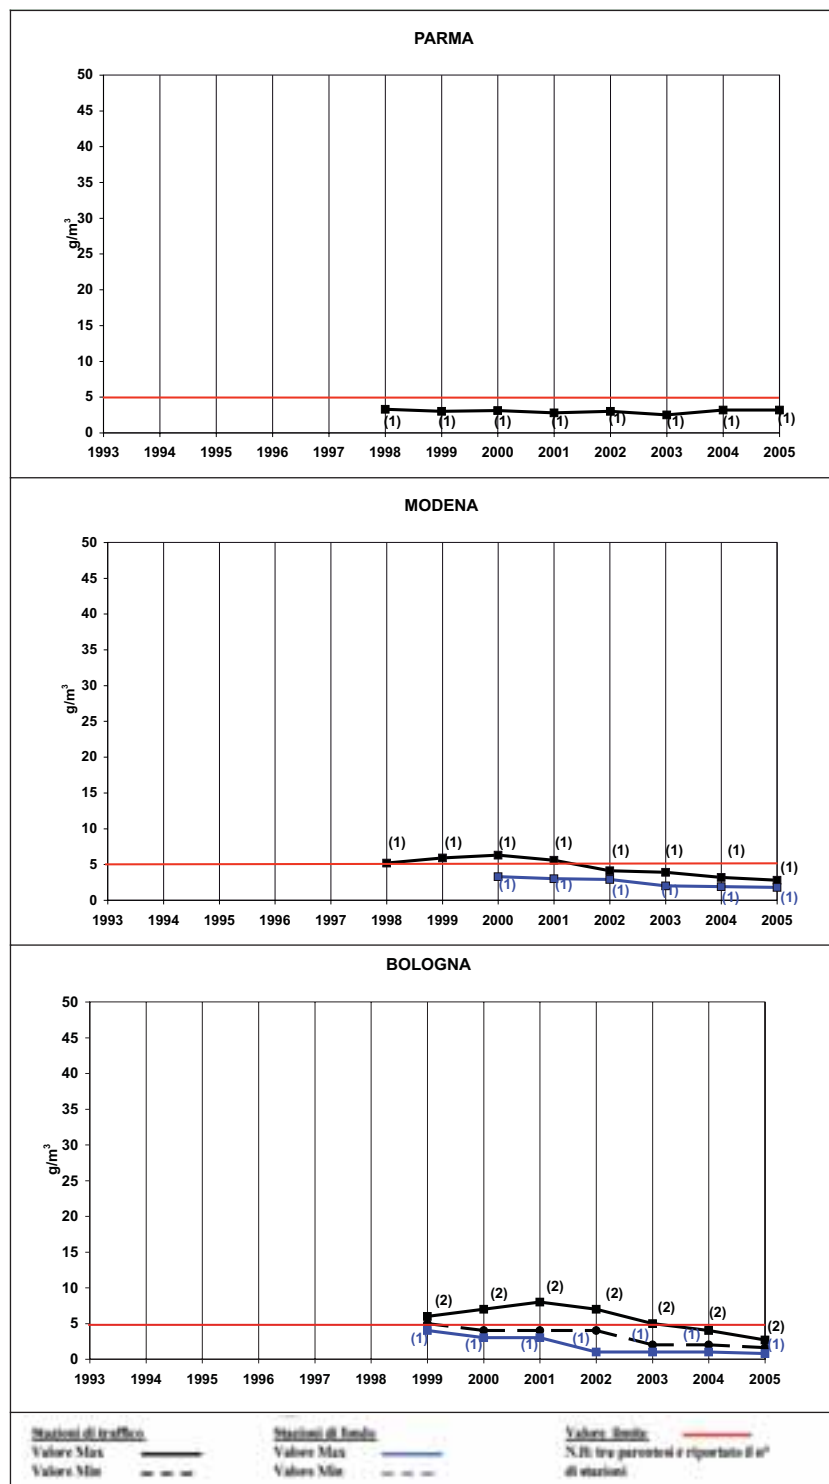 PARMA
50
45
40
35
30
25
20
15
10
5
0
g/m³
(1) (1) (1) (1) (1) (1) (1) (1)
1993 1994 1995 1996 1997 1998 1999 2000 2001 2002 2003 2004 2005
MODENA
50
45
40
35
30
25
20
15
10
5
0
g/m³
(1) (1) (1) (1) (1) (1) (1) (1)
(1) (1) (1) (1) (1) (1)
1993 1994 1995 1996 1997 1998 1999 2000 2001 2002 2003 2004 2005
BOLOGNA
50
45
40
35
30
25
20
15
10
5
0
g/m³
(2) (2) (2) (2) (2) (2) (2)
(1) (1) (1) (1) (1) (1) (1)
1993 1994 1995 1996 1997 1998 1999 2000 2001 2002 2003 2004 2005
Stazioni di traffico Stazioni di fondo Valore limite
Valore Max Valore Max N.B: tra parentesi è riportato il n°
Valore Min Valore Min di stazioni